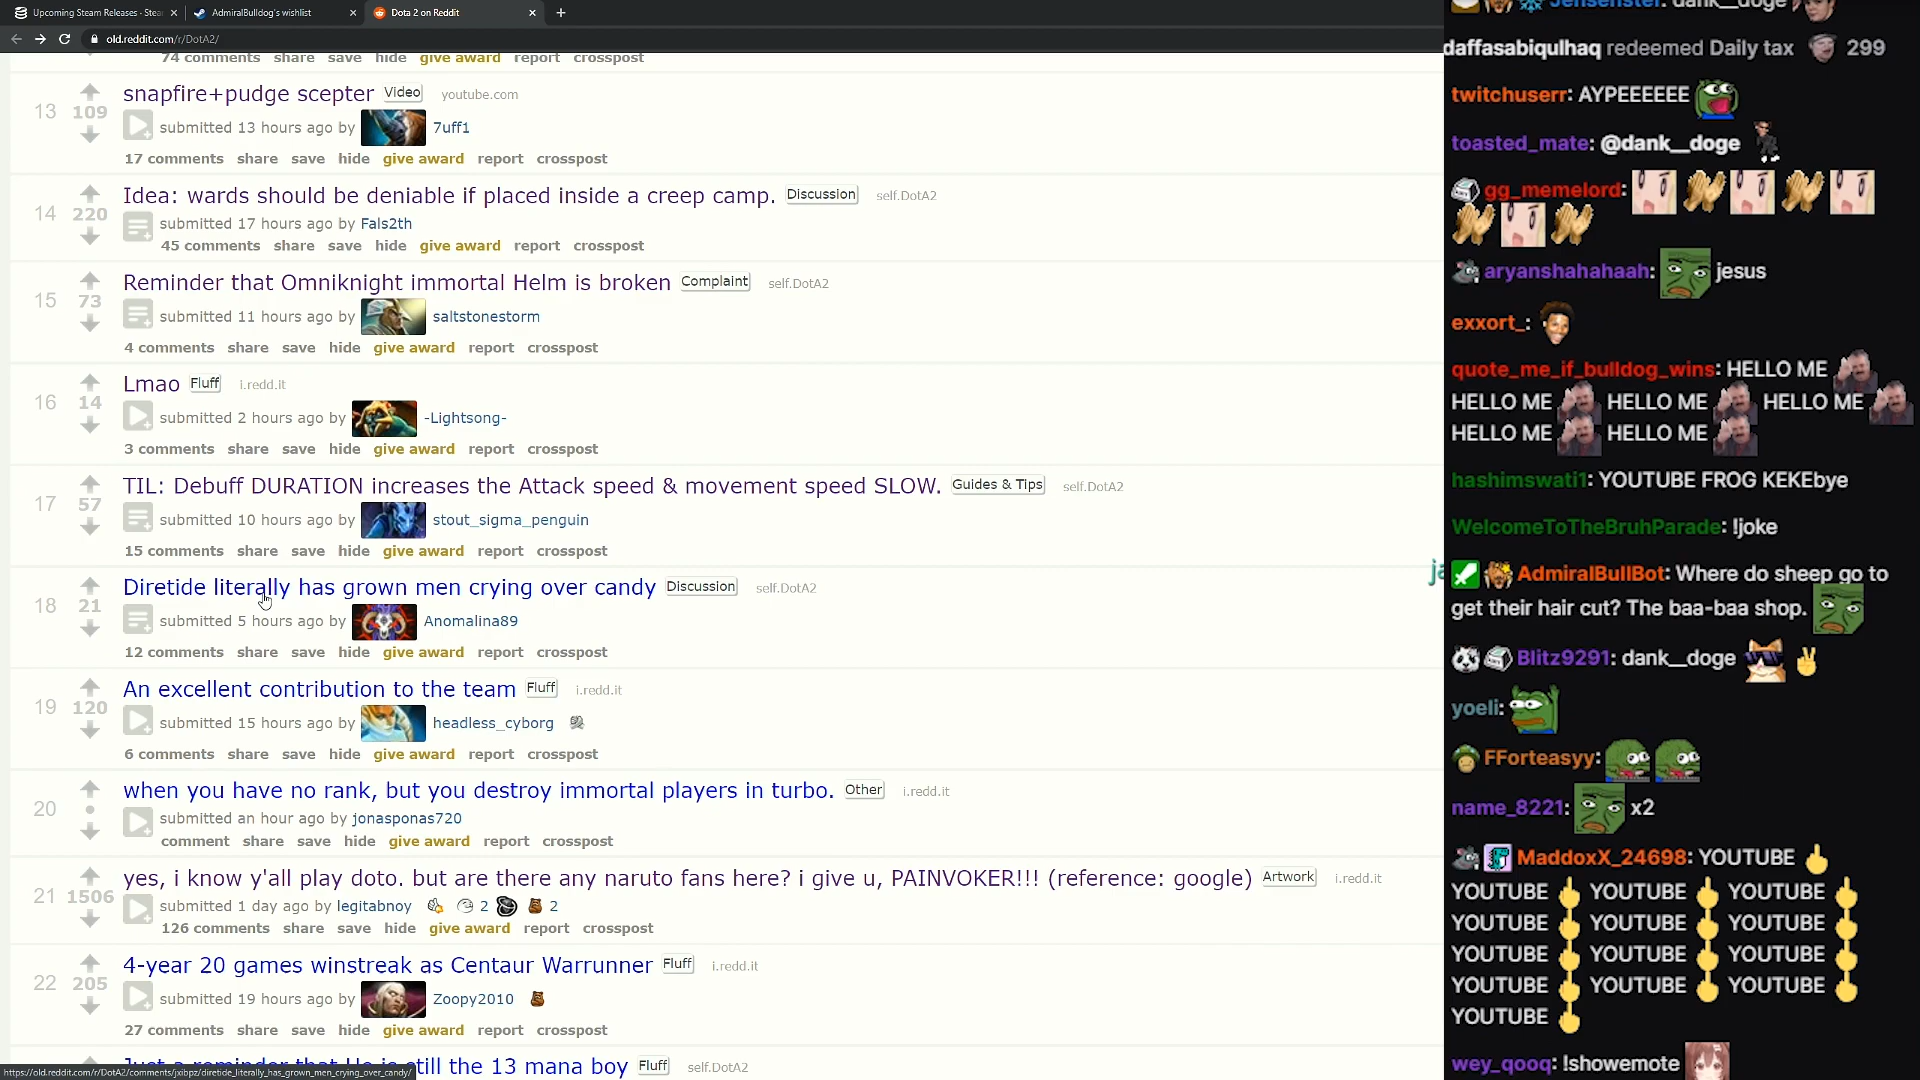 Upcoming Steam Releases · Stea
AdmiralBulldog's wishlist
Dota 2 on Reddit
old.reddit.com/r/DotA2/
74 comments share save hide give award report crosspost
13
109
snapfire+pudge scepter Video youtube.com
submitted 13 hours ago by 7uff1
17 comments share save hide give award report crosspost
14
220
Idea: wards should be deniable if placed inside a creep camp. Discussion self.DotA2
submitted 17 hours ago by Fals2th
45 comments share save hide give award report crosspost
15
73
Reminder that Omniknight immortal Helm is broken Complaint self.DotA2
submitted 11 hours ago by saltstonestorm
4 comments share save hide give award report crosspost
16
14
Lmao Fluff i.redd.it
submitted 2 hours ago by -Lightsong-
3 comments share save hide give award report crosspost
17
57
TIL: Debuff DURATION increases the Attack speed & movement speed SLOW. Guides & Tips self.DotA2
submitted 10 hours ago by stout_sigma_penguin
15 comments share save hide give award report crosspost
18
21
Diretide literally has grown men crying over candy Discussion self.DotA2
submitted 5 hours ago by Anomalina89
12 comments share save hide give award report crosspost
19
120
An excellent contribution to the team Fluff i.redd.it
submitted 15 hours ago by headless_cyborg
6 comments share save hide give award report crosspost
20
•
when you have no rank, but you destroy immortal players in turbo. Other i.redd.it
submitted an hour ago by jonasponas720
comment share save hide give award report crosspost
21
1506
yes, i know y'all play doto. but are there any naruto fans here? i give u, PAINVOKER!!! (reference: google) Artwork i.redd.it
submitted 1 day ago by legitabnoy 2 2
126 comments share save hide give award report crosspost
22
205
4-year 20 games winstreak as Centaur Warrunner Fluff i.redd.it
submitted 19 hours ago by Zoopy2010
27 comments share save hide give award report crosspost
Just a reminder that He is still the 13 mana boy Fluff self.DotA2
https://old.reddit.com/r/DotA2/comments/jxibpz/diretide_literally_has_grown_men_crying_over_candy/
ja
Jensenster: dank__doge
daffasabiqulhaq redeemed Daily tax 299
twitchuserr: AYPEEEEEE
toasted_mate: @dank__doge
gg_memelord:
aryanshahahaah: jesus
exxort_:
quote_me_if_bulldog_wins: HELLO ME
HELLO ME HELLO ME HELLO ME
HELLO ME HELLO ME
hashimswati1: YOUTUBE FROG KEKEbye
WelcomeToTheBruhParade: !joke
AdmiralBullBot: Where do sheep go to
get their hair cut? The baa-baa shop.
Blitz9291: dank__doge
yoeli:
FForteasyy:
name_8221: x2
MaddoxX_24698: YOUTUBE
YOUTUBE YOUTUBE YOUTUBE
YOUTUBE YOUTUBE YOUTUBE
YOUTUBE YOUTUBE YOUTUBE
YOUTUBE YOUTUBE YOUTUBE
YOUTUBE
wey_qooq: !showemote